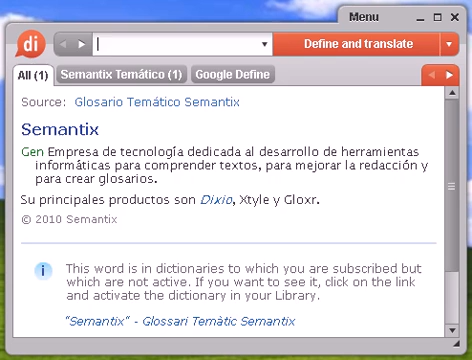 Menu
di
Define and translate
All (1)
Semantix Temático (1)
Google Define
Source: Glosario Temático Semantix
Semantix
Gen Empresa de tecnología dedicada al desarrollo de herramientas
informáticas para comprender textos, para mejorar la redacción y
para crear glosarios.
Su principales productos son Dixio, Xtyle y Gloxr.
© 2010 Semantix
i
This word is in dictionaries to which you are subscribed but
which are not active. If you want to see it, click on the link
and activate the dictionary in your Library.
"Semantix" - Glossari Temàtic Semantix